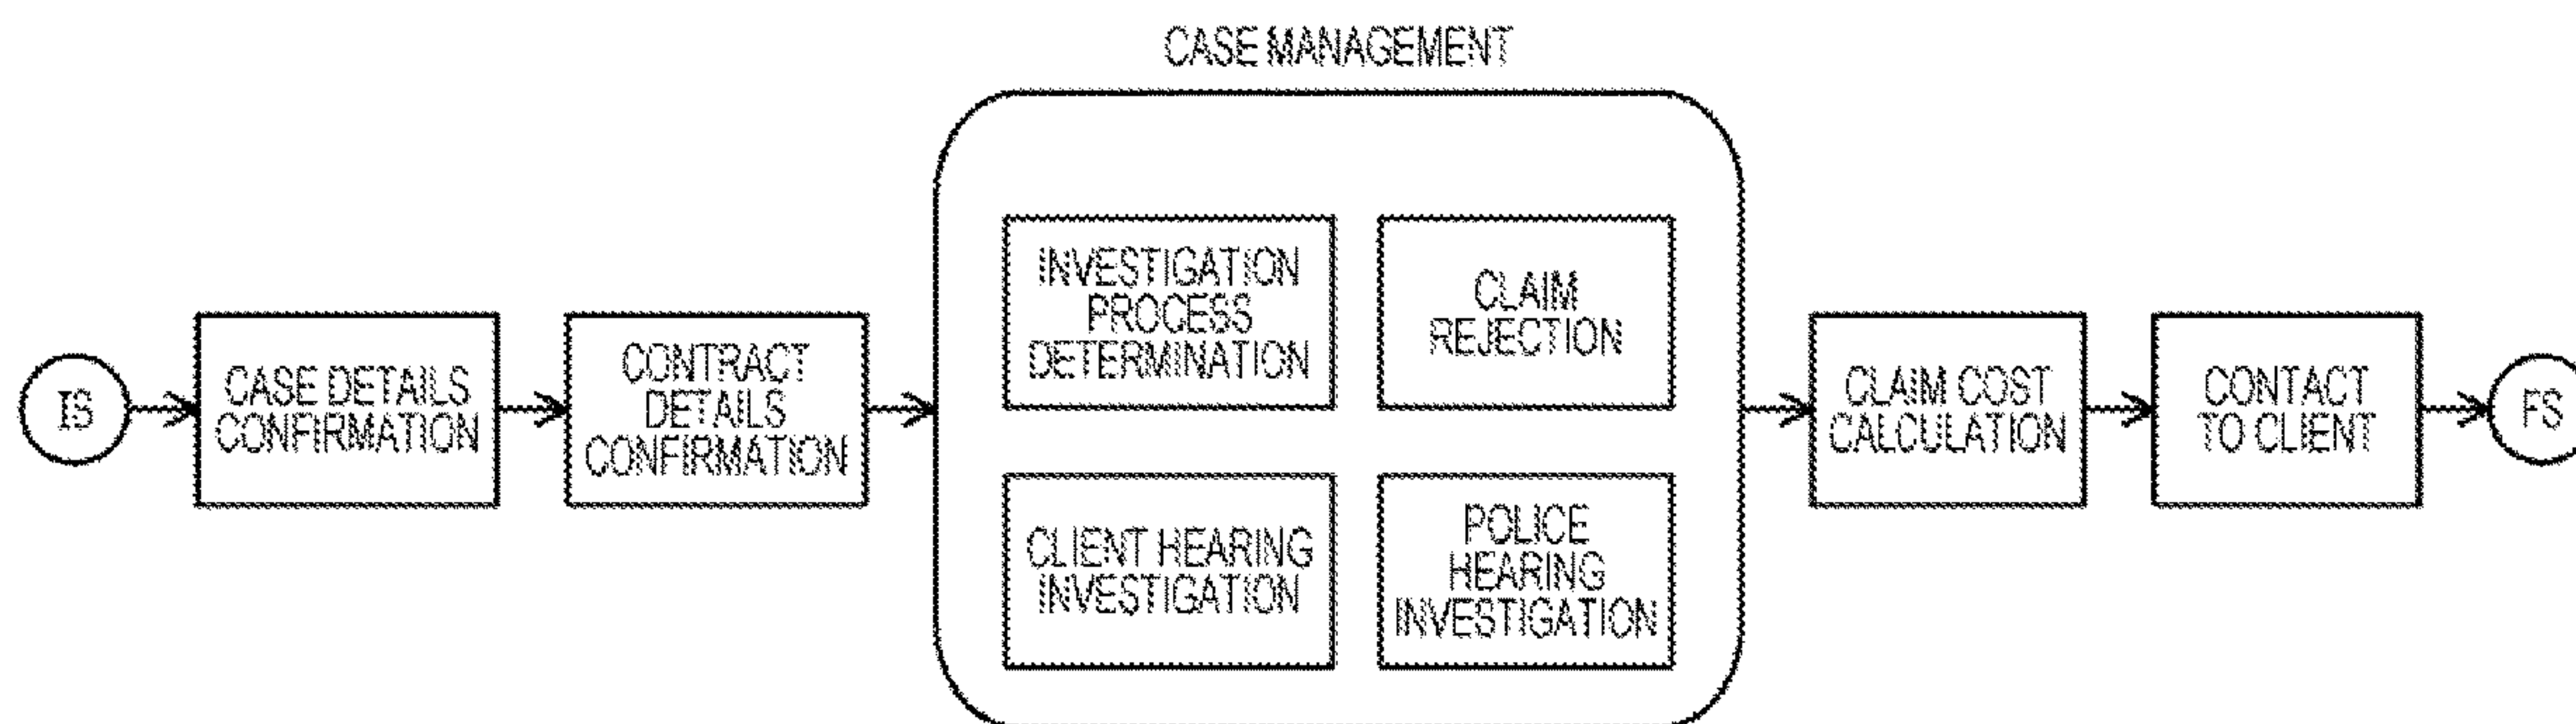 CASE MANAGEMENT
IS
CASE DETAILS
CONFIRMATION
CONTRACT
DETAILS
CONFIRMATION
INVESTIGATION
PROCESS
DETERMINATION
CLAIM
REJECTION
CLIENT HEARING
INVESTIGATION
POLICE
HEARING
INVESTIGATION
CLAIM COST
CALCULATION
CONTACT
TO CLIENT
FS